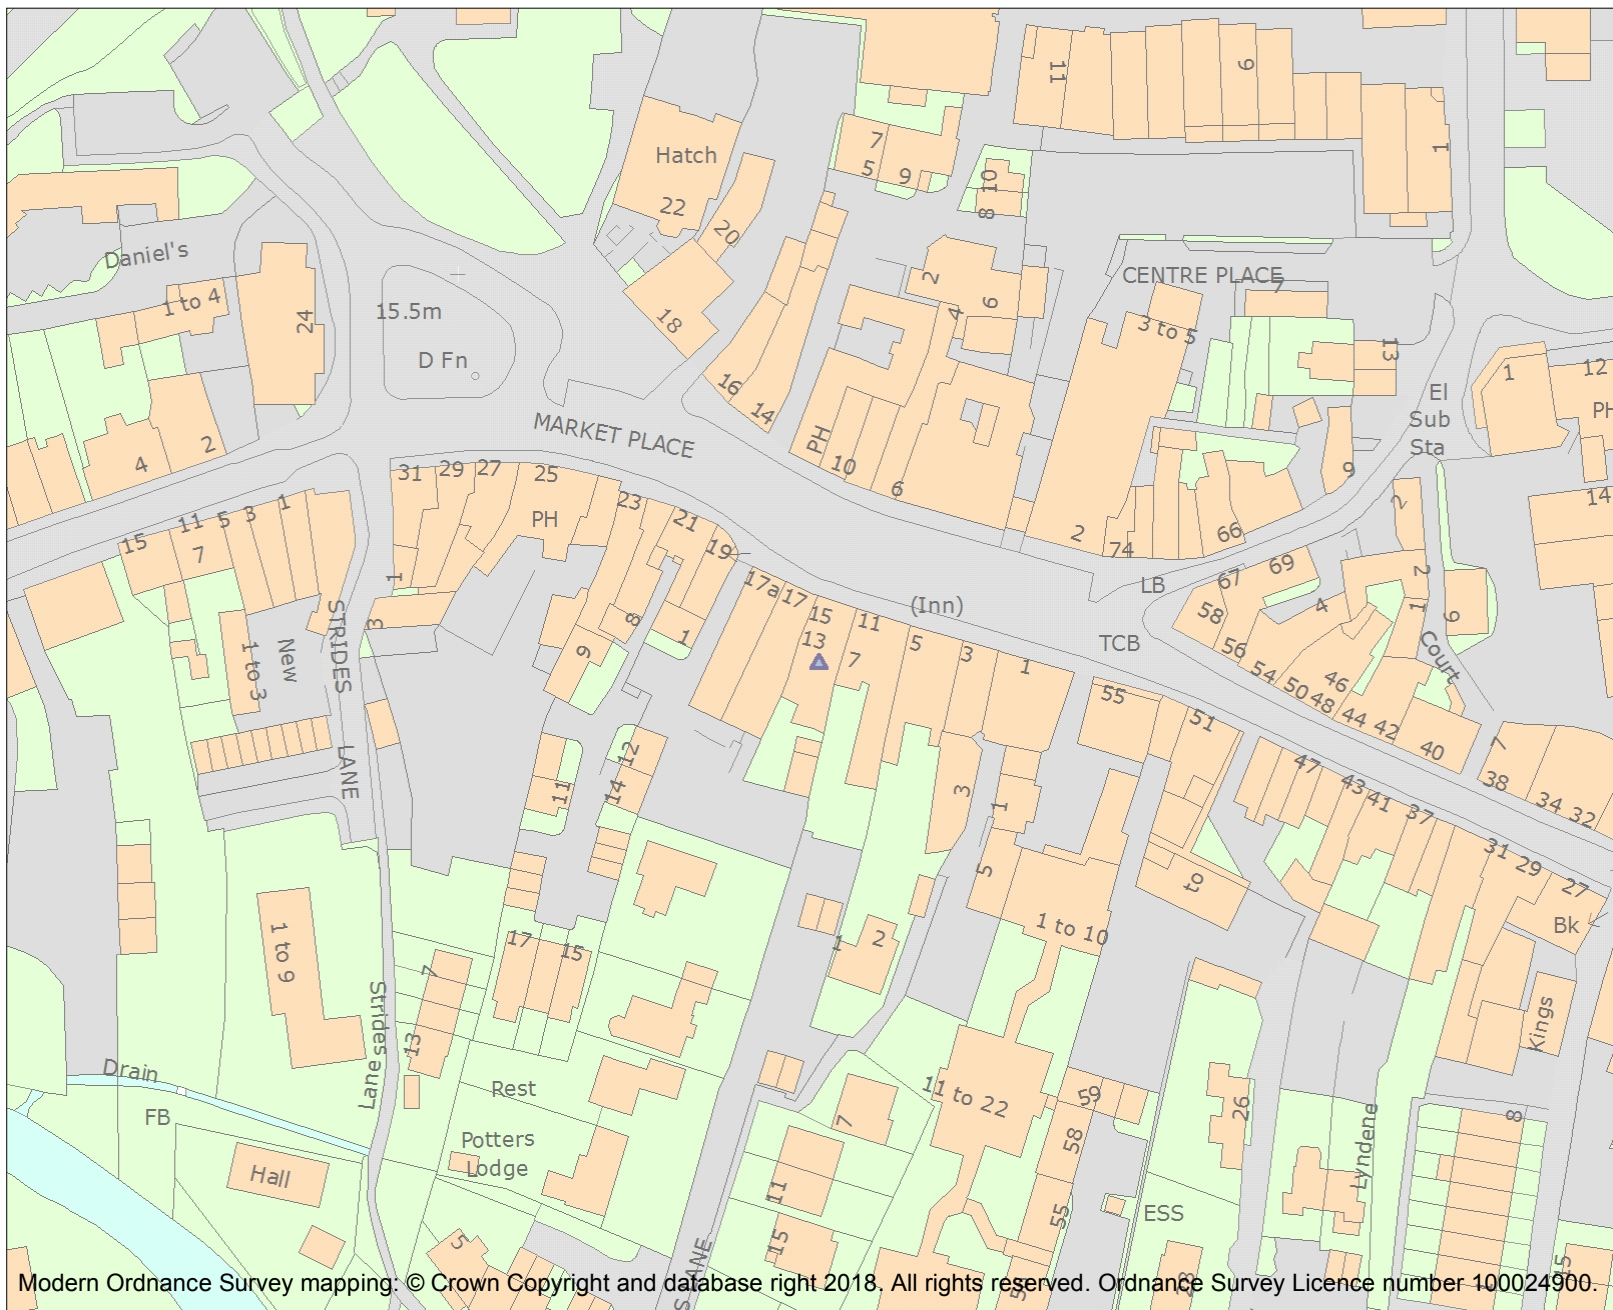 11
6
1
Hatch
22
20
7
5
9
10
8
Daniel's
1 to 4
24
15.5m
D Fn
18
2
6
4
CENTRE PLACE
7
3 to 5
13
El
Sub
Sta
1
12
PH
16
14
MARKET PLACE
PH
10
6
4
2
31
29
27
25
PH
23
21
19
9
2
14
2
74
66
15
11
5
3
1
7
1
3
STRIDES
LANE
New
1 to 3
8
9
1
17a
17
15
13
11
7
5
3
1
(Inn)
LB
TCB
67
69
58
56
54
50
48
46
44
42
40
4
2
1
9
Court
7
38
34
32
55
51
47
43
41
37
31
29
27
Bk
12
14
11
3
1
5
to
1 to 10
1 to 9
17
15
7
13
1
2
Strides
Lane
Kings
Drain
FB
Rest
Potters
Lodge
Hall
7
11 to 22
59
58
26
Lyndene
8
11
15
55
ESS
5
28
55
S LANE
Modern Ordnance Survey mapping: © Crown Copyright and database right 2018. All rights reserved. Ordnance Survey Licence number 100024900.